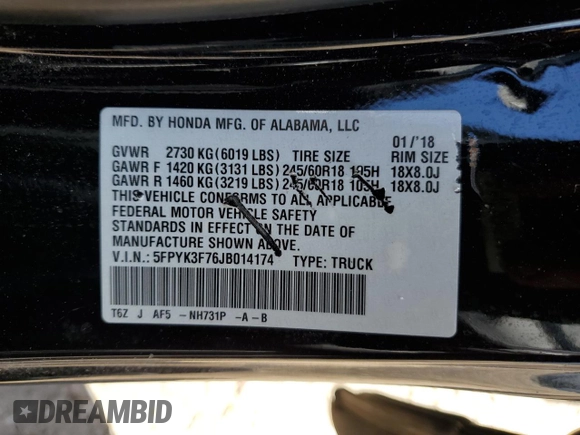 MFD. BY HONDA MFG. OF ALABAMA, LLC
01/'18
GVWR 2730 KG (6019 LBS) TIRE SIZE RIM SIZE
GAWR F 1420 KG (3131 LBS) 245/60R18 105H 18X8.0J
GAWR R 1460 KG (3219 LBS) 245/60R18 105H 18X8.0J
THIS VEHICLE CONFORMS TO ALL APPLICABLE
FEDERAL MOTOR VEHICLE SAFETY
STANDARDS IN EFFECT ON THE DATE OF
MANUFACTURE SHOWN ABOVE.
V.I.N.: 5FPYK3F76JB014174 TYPE: TRUCK
T6Z J AF5 -NH731P -A -B
DREAMBID